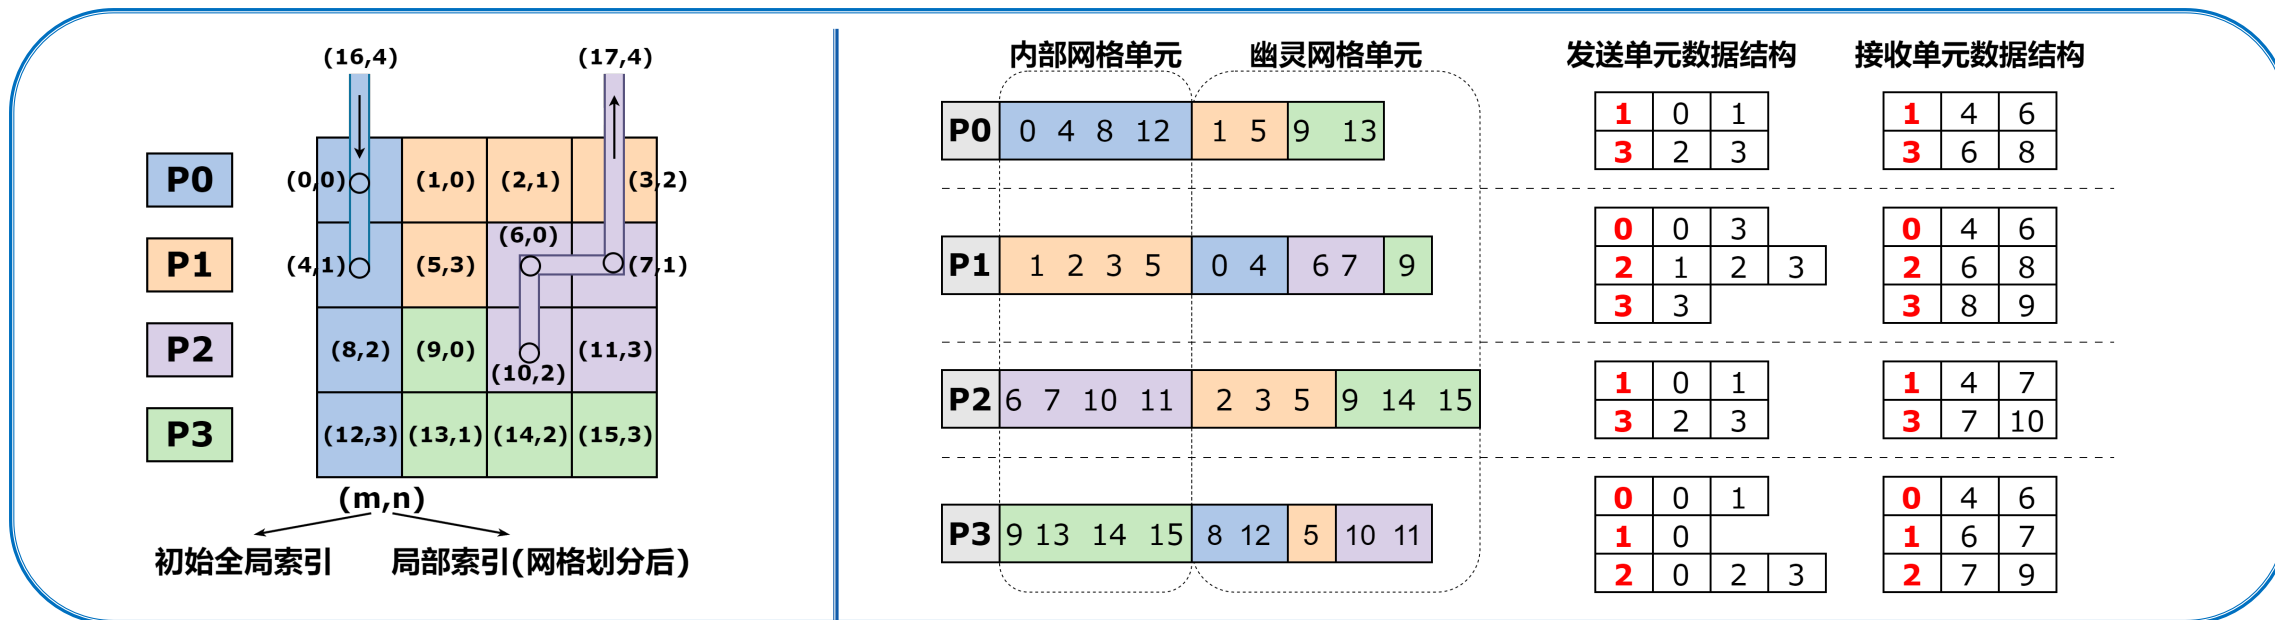 (16,4) (17,4)
P0
P1
P2
P3
(0,0) (1,0) (2,1) (3,2)
(6,0)
(4,1) (5,3) (7,1)
(8,2) (9,0) (11,3)
(10,2)
(12,3) (13,1) (14,2) (15,3)
(m,n)
初始全局索引 局部索引(网格划分后)
内部网格单元 幽灵网格单元 发送单元数据结构 接收单元数据结构
P0 0 4 8 12 1 5 9 13
1 0 1
3 2 3
1 4 6
3 6 8
P1 1 2 3 5 0 4 6 7 9
0 0 3
2 1 2 3
3 3
0 4 6
2 6 8
3 8 9
P2 6 7 10 11 2 3 5 9 14 15
1 0 1
3 2 3
1 4 7
3 7 10
P3 9 13 14 15 8 12 5 10 11
0 0 1
1 0
2 0 2 3
0 4 6
1 6 7
2 7 9